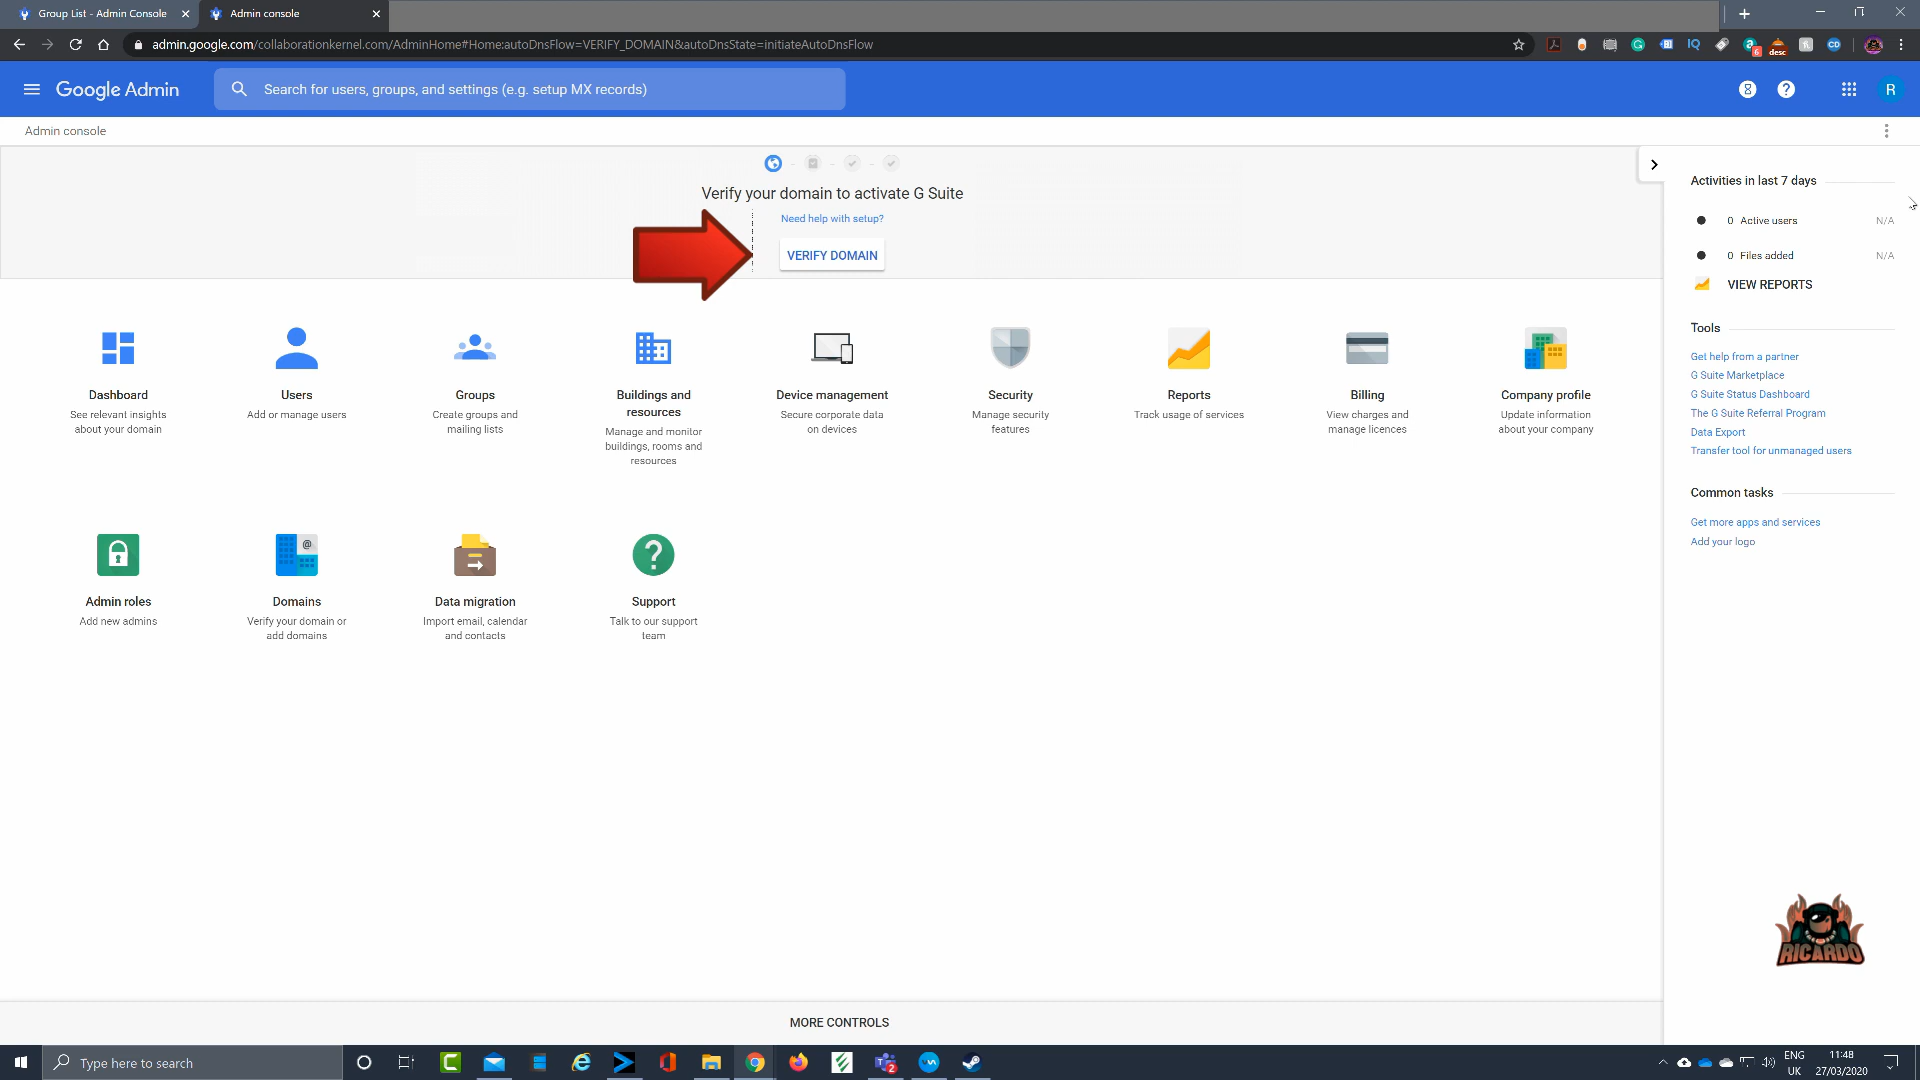 Group List - Admin Console
Admin console
admin.google.com/collaborationkernel.com/AdminHome#Home:autoDnsFlow=VERIFY_DOMAIN&autoDnsState=initiateAutoDnsFlow
IQ
6
desc
CD
Google Admin
Search for users, groups, and settings (e.g. setup MX records)
R
Admin console
Verify your domain to activate G Suite
Need help with setup?
VERIFY DOMAIN
Dashboard
See relevant insights
about your domain
Users
Add or manage users
Groups
Create groups and
mailing lists
Buildings and
resources
Manage and monitor
buildings, rooms and
resources
Device management
Secure corporate data
on devices
Security
Manage security
features
Reports
Track usage of services
Billing
View charges and
manage licences
Company profile
Update information
about your company
Admin roles
Add new admins
Domains
Verify your domain or
add domains
Data migration
Import email, calendar
and contacts
Support
Talk to our support
team
Activities in last 7 days
0 Active users N/A
0 Files added N/A
VIEW REPORTS
Tools
Get help from a partner
G Suite Marketplace
G Suite Status Dashboard
The G Suite Referral Program
Data Export
Transfer tool for unmanaged users
Common tasks
Get more apps and services
Add your logo
RICARDO
MORE CONTROLS
Type here to search
2
ENG
UK
11:48
27/03/2020